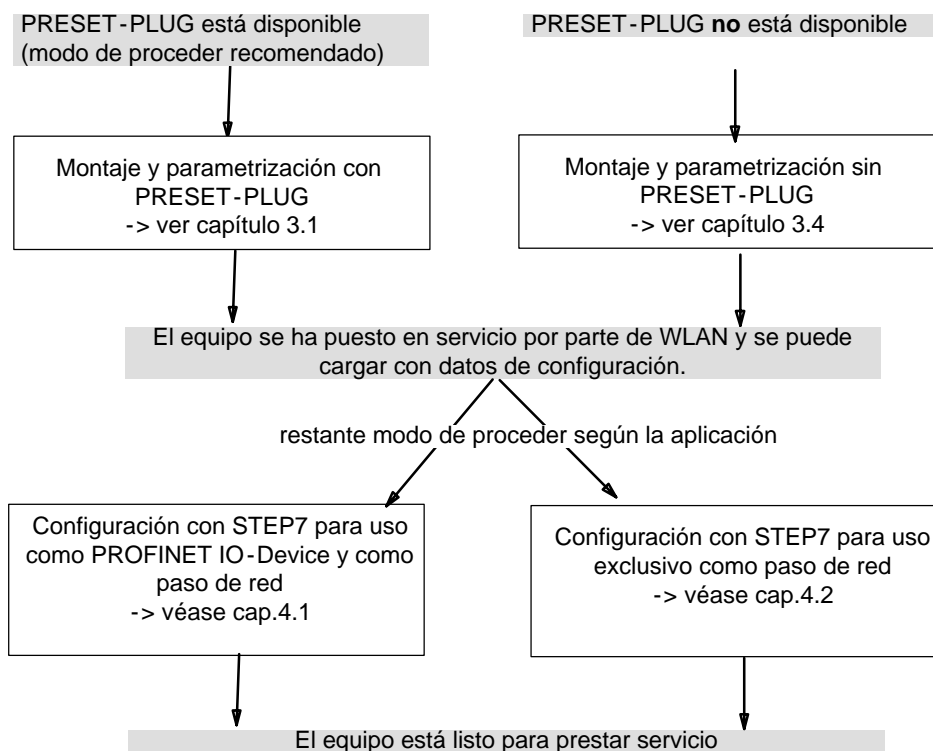 PRESET-PLUG está disponible
(modo de proceder recomendado)
PRESET-PLUG no está disponible
Montaje y parametrización con
PRESET-PLUG
-> ver capítulo 3.1
Montaje y parametrización sin
PRESET-PLUG
-> ver capítulo 3.4
El equipo se ha puesto en servicio por parte de WLAN y se puede
cargar con datos de configuración.
restante modo de proceder según la aplicación
Configuración con STEP7 para uso
como PROFINET IO-Device y como
paso de red
-> véase cap.4.1
Configuración con STEP7 para uso
exclusivo como paso de red
-> véase cap.4.2
El equipo está listo para prestar servicio